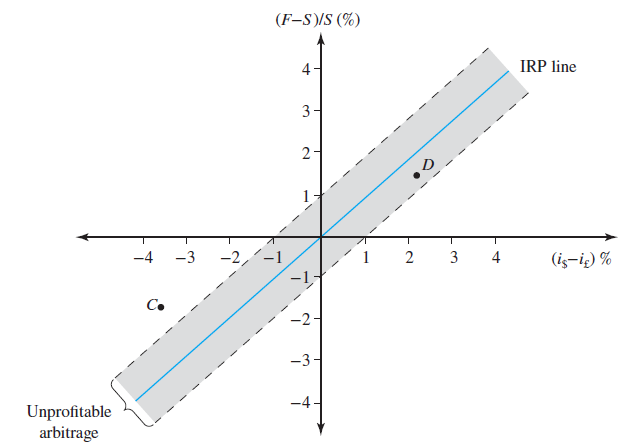 (F–S)/S (%)
IRP line
4
3
2
D
1
–4 –3 –2 –1 1 2 3 4 (i$–i£) %
–1
C
–2
–3
–4
Unprofitable
arbitrage